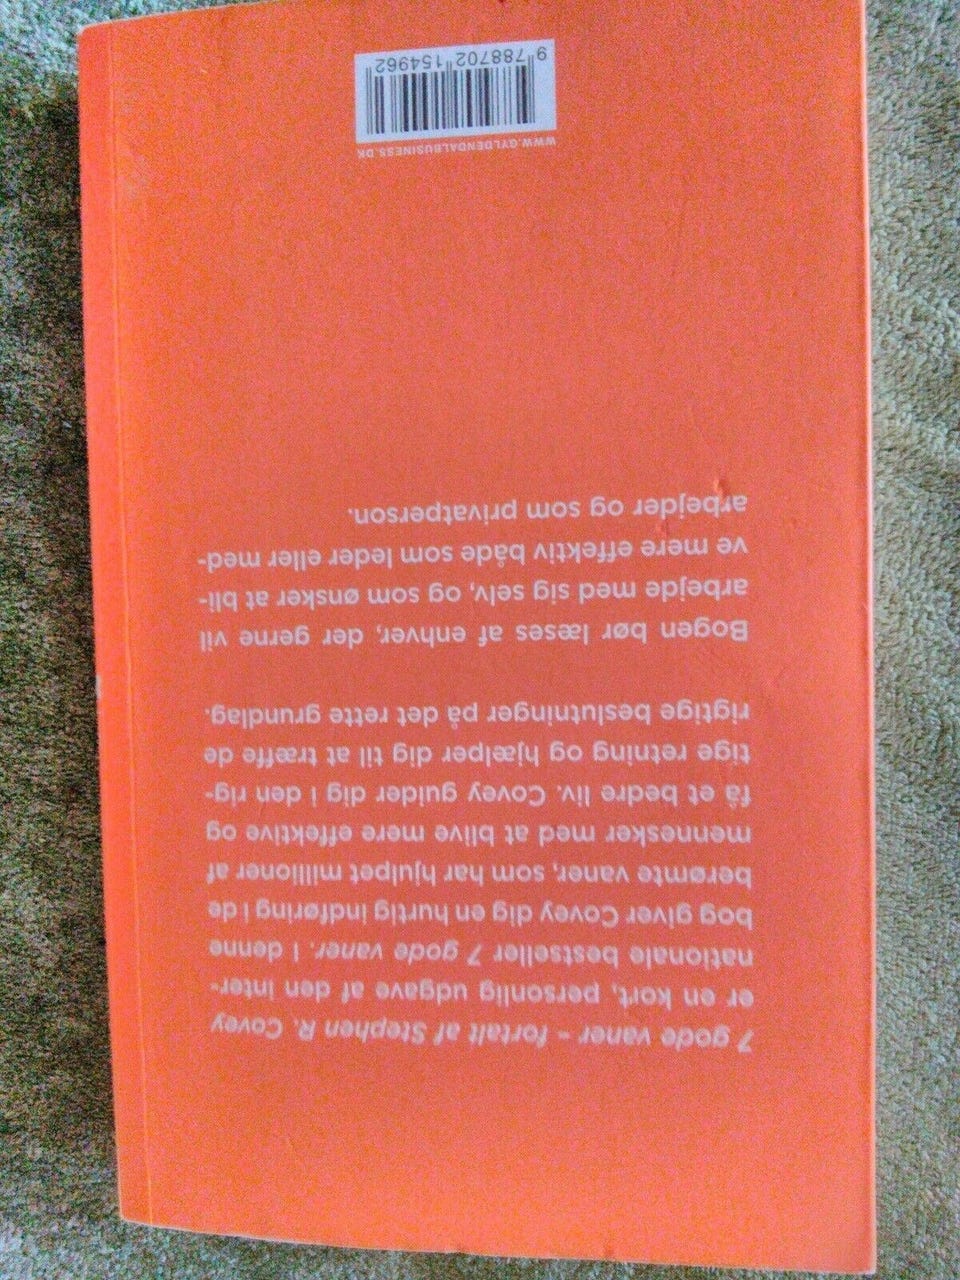 7 gode vaner – fortalt af Stephen R. Covey
er en kort, personlig udgave af den inter-
nationale bestseller 7 gode vaner. I denne
bog giver Covey dig en hurtig indføring i de
berømte vaner, som har hjulpet millioner af
mennesker med at blive mere effektive og
få et bedre liv. Covey guider dig i den rig-
tige retning og hjælper dig til at træffe de
rigtige beslutninger på det rette grundlag.
Bogen bør læses af enhver, der gerne vil
arbejde med sig selv, og som ønsker at bli-
ve mere effektiv både som leder eller med-
arbejder og som privatperson.
WWW.GYLDENDALBUSINESS.DK
9 788702 154962